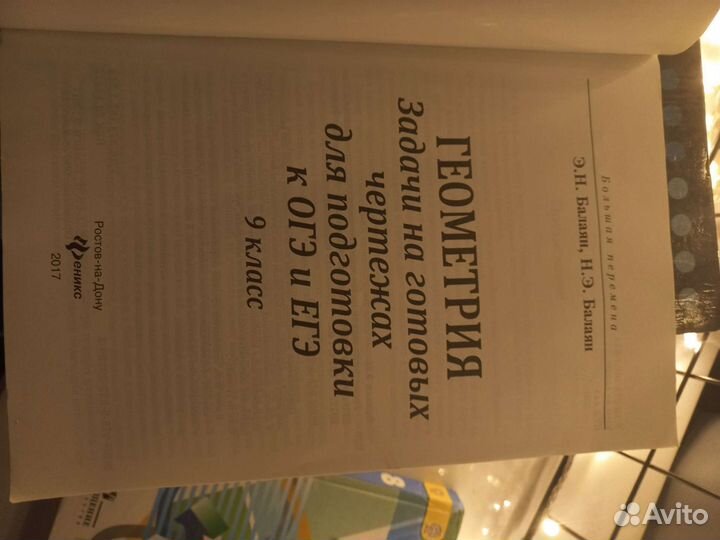 Большая перемена
Э.Н. Балаян, Н.Э. Балаян
ГЕОМЕТРИЯ
Задачи на готовых
чертежах
для подготовки
к ОГЭ и ЕГЭ
9 класс
Ростов-на-Дону
Феникс
2017
8
Avito